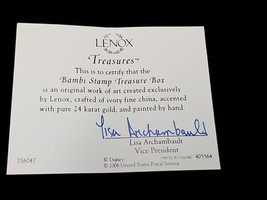 LENOX
Treasures™
This is to certify that the
Bambi Stamp Treasure Box
is an original work of art created exclusively
by Lenox, crafted of ivory fine china, accented
with pure 24 karat gold, and painted by hand.
Lisa Archambault
Lisa Archambault
Vice President
© Disney
758047
© 2006 United States Postal Service